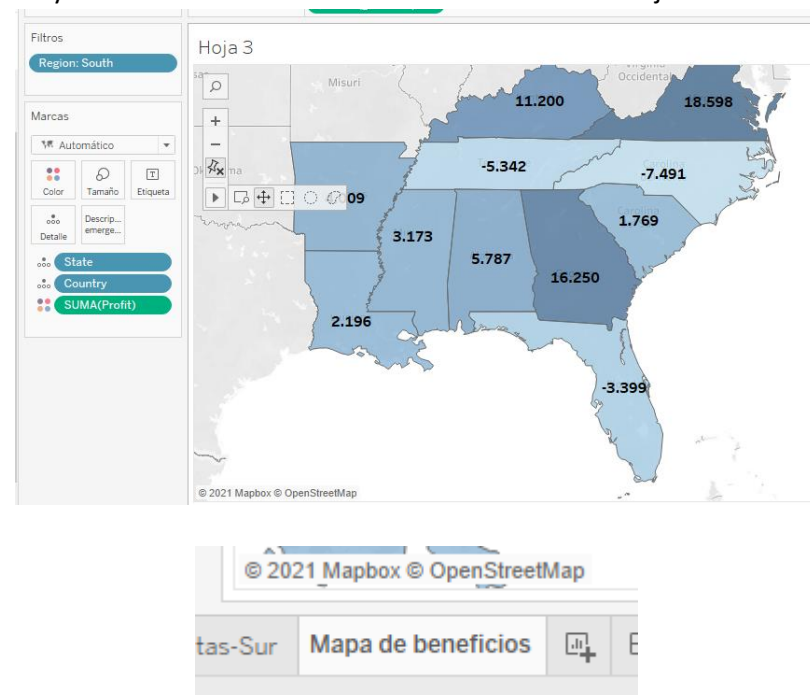 Filtros
Region: South
Marcas
Automático
Color
Tamaño
Etiqueta
Detalle
Descrip...
emerge...
State
Country
SUMA(Profit)
Hoja 3
Misuri
Occidental
11.200
18.598
-5.342
Carolina
-7.491
09
3.173
1.769
5.787
16.250
2.196
-3.399
© 2021 Mapbox © OpenStreetMap
© 2021 Mapbox © OpenStreetMap
tas-Sur
Mapa de beneficios